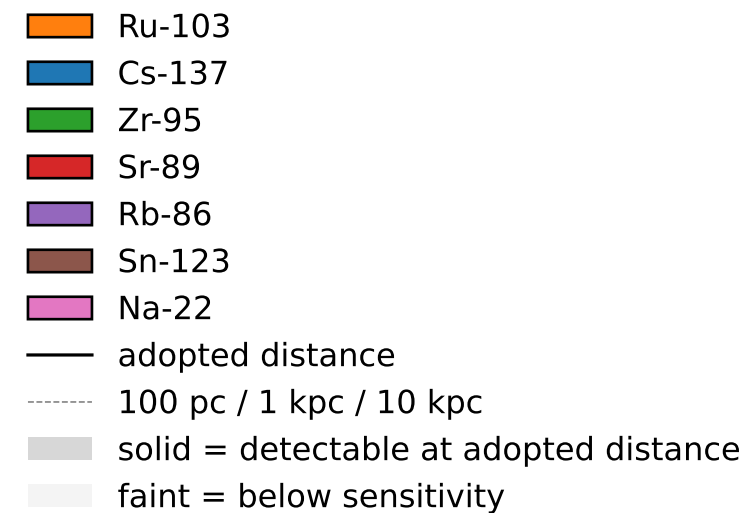 Ru-103
Cs-137
Zr-95
Sr-89
Rb-86
Sn-123
Na-22
adopted distance
100 pc / 1 kpc / 10 kpc
solid = detectable at adopted distance
faint = below sensitivity